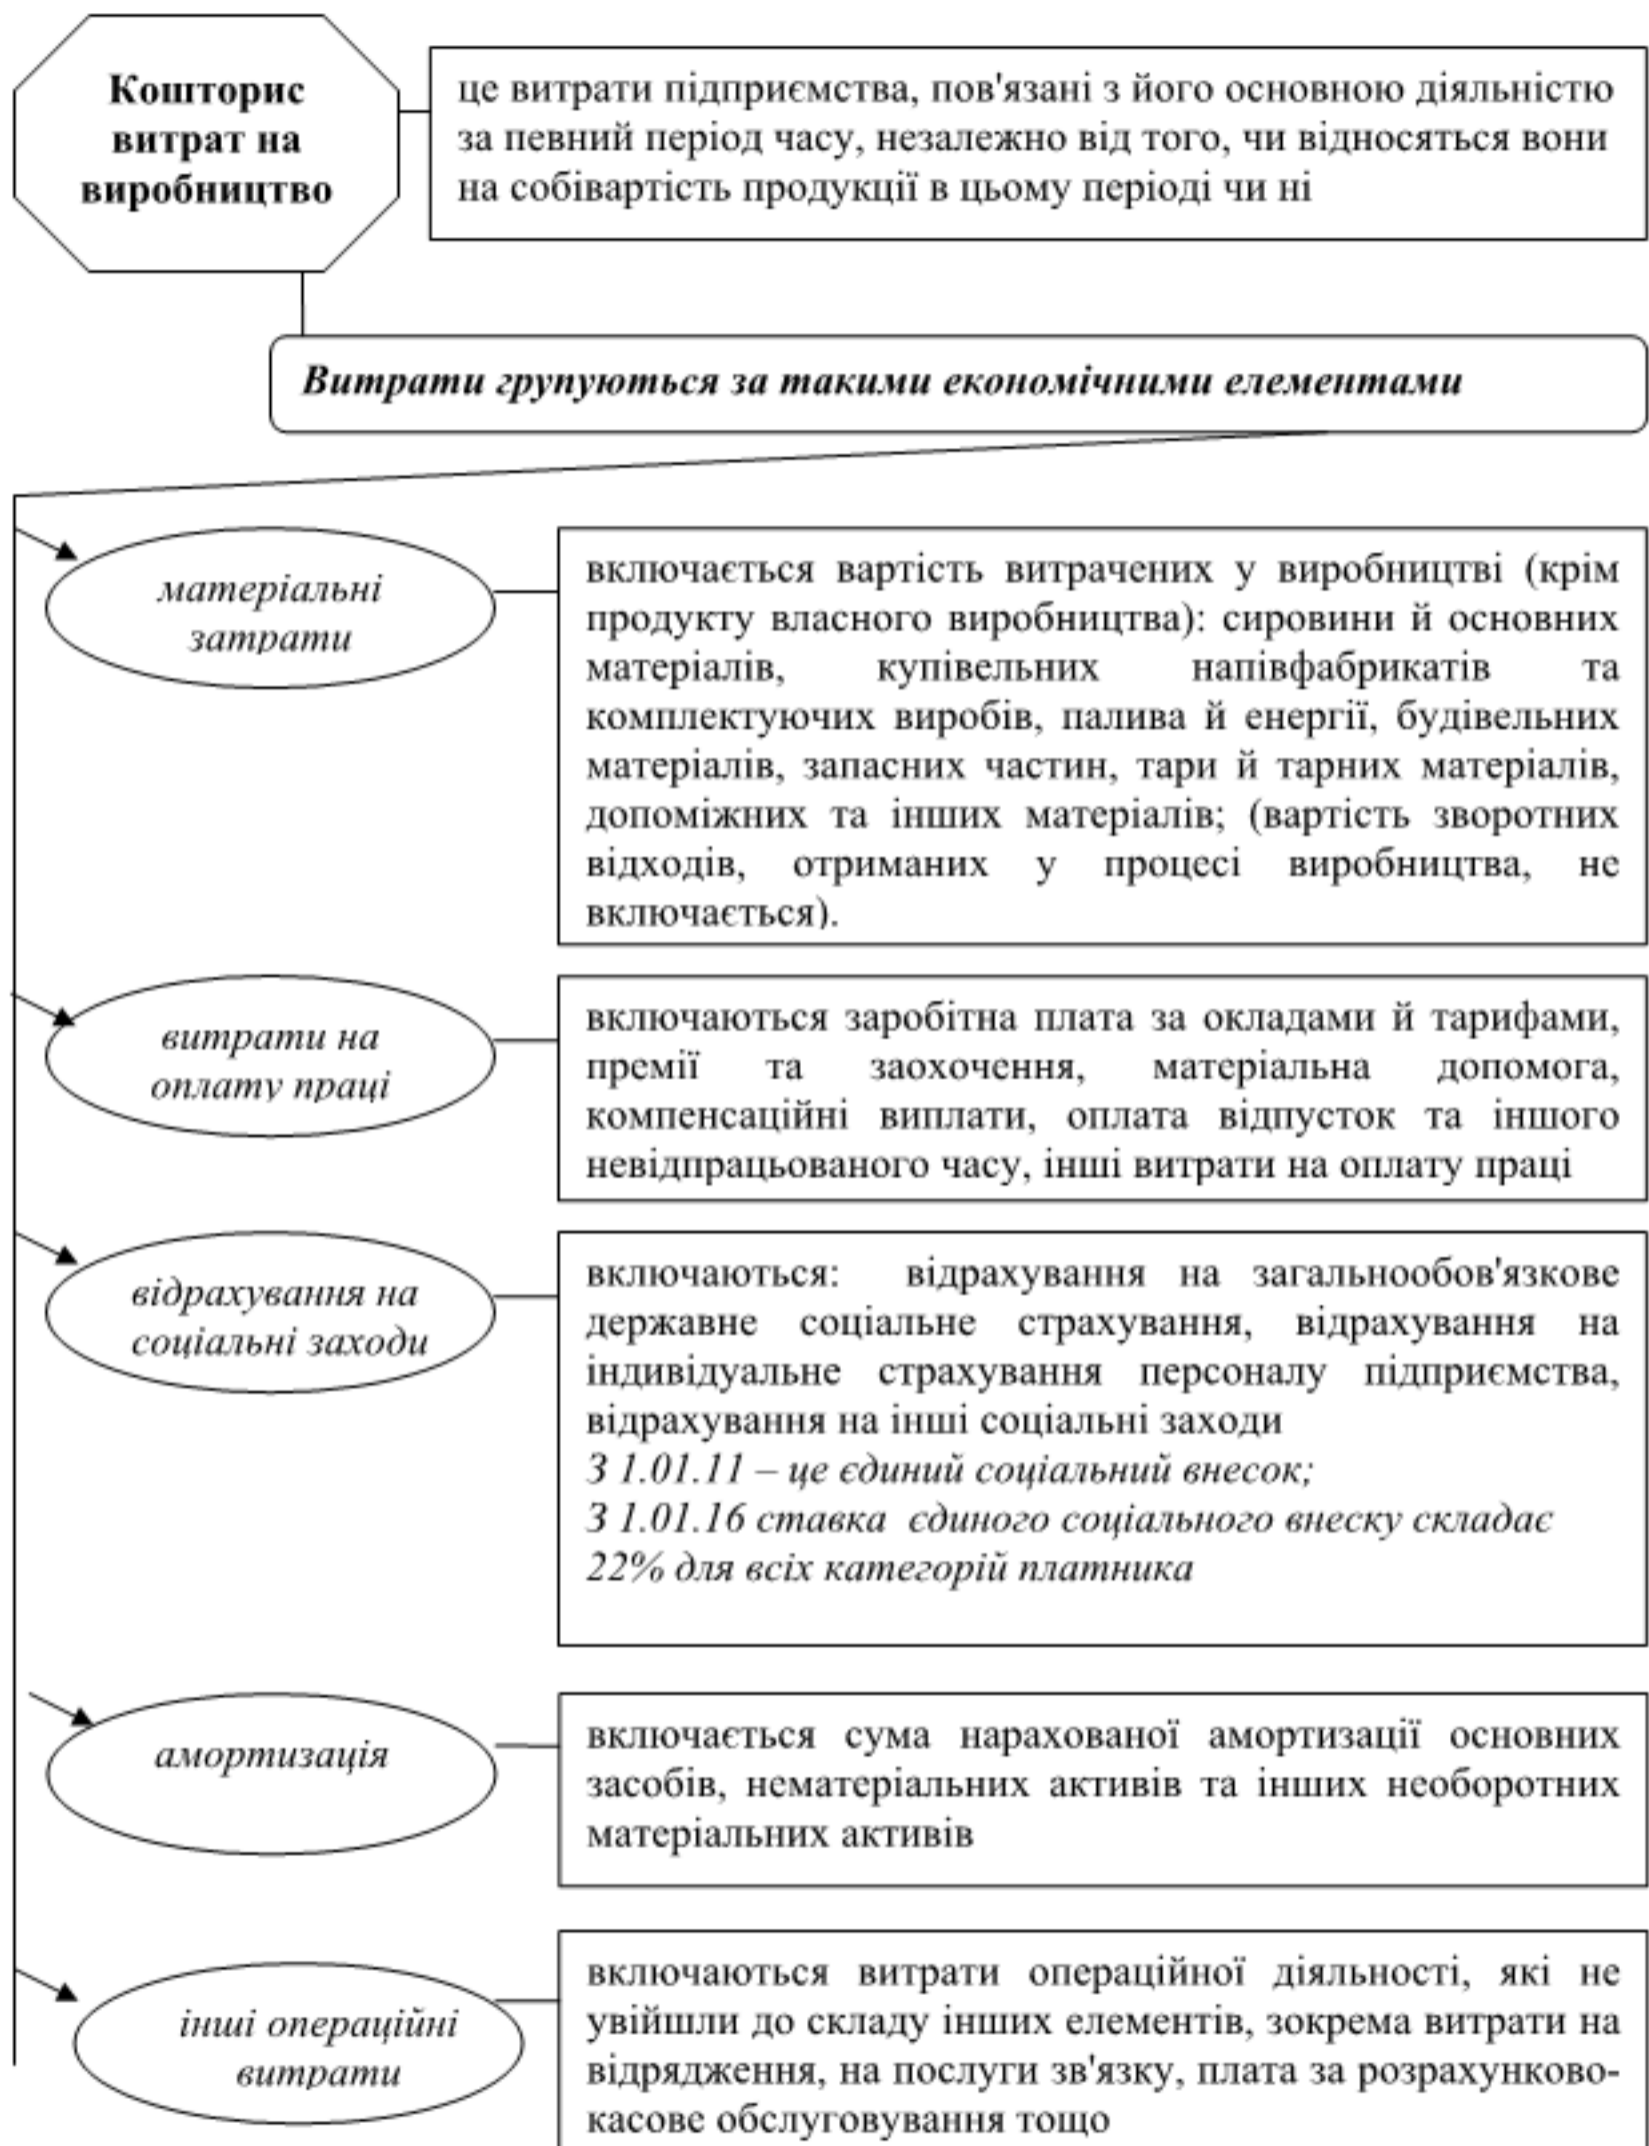 Кошторис
витрат на
виробництво
це витрати підприємства, пов'язані з його основною діяльністю
за певний період часу, незалежно від того, чи відносяться вони
на собівартість продукції в цьому періоді чи ні
Витрати групуються за такими економічними елементами
матеріальні
затрати
включається вартість витрачених у виробництві (крім
продукту власного виробництва): сировини й основних
матеріалів, купівельних напівфабрикатів та
комплектуючих виробів, палива й енергії, будівельних
матеріалів, запасних частин, тари й тарних матеріалів,
допоміжних та інших матеріалів; (вартість зворотних
відходів, отриманих у процесі виробництва, не
включається).
витрати на
оплату праці
включаються заробітна плата за окладами й тарифами,
премії та заохочення, матеріальна допомога,
компенсаційні виплати, оплата відпусток та іншого
невідпрацьованого часу, інші витрати на оплату праці
відрахування на
соціальні заходи
включаються: відрахування на загальнообов'язкове
державне соціальне страхування, відрахування на
індивідуальне страхування персоналу підприємства,
відрахування на інші соціальні заходи
З 1.01.11 – це єдиний соціальний внесок;
З 1.01.16 ставка єдиного соціального внеску складає
22% для всіх категорій платника
амортизація
включається сума нарахованої амортизації основних
засобів, нематеріальних активів та інших необоротних
матеріальних активів
інші операційні
витрати
включаються витрати операційної діяльності, які не
увійшли до складу інших елементів, зокрема витрати на
відрядження, на послуги зв'язку, плата за розрахунково-
касове обслуговування тощо